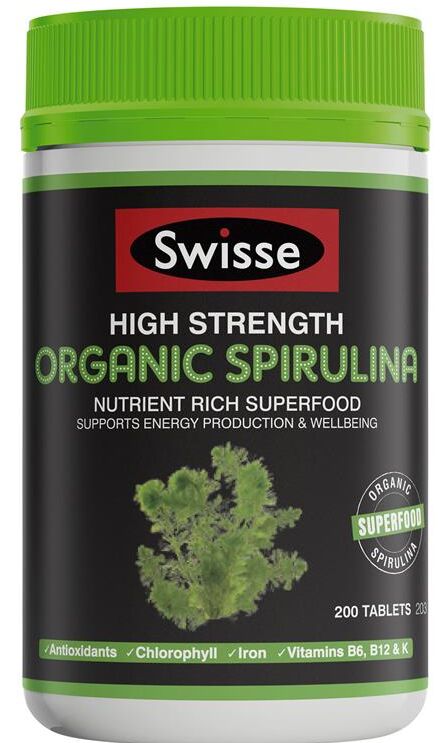 Swisse
HIGH STRENGTH
ORGANIC SPIRULINA
NUTRIENT RICH SUPERFOOD
SUPPORTS ENERGY PRODUCTION & WELLBEING
ORGANIC
SUPERFOOD
SPIRULINA
200 TABLETS 203
✓Antioxidants ✓Chlorophyll ✓Iron ✓Vitamins B6, B12 & K